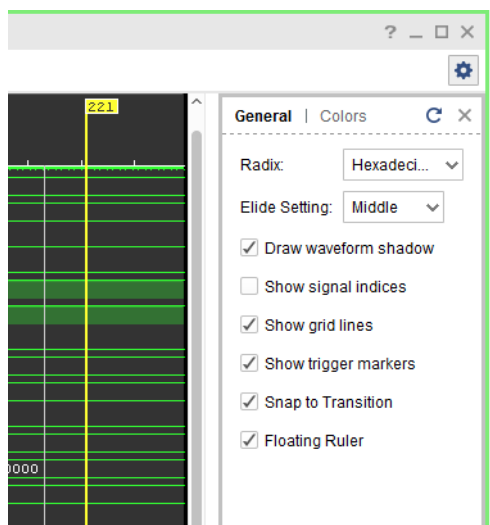 ?
221
General | Colors
Radix: Hexadeci...
Elide Setting: Middle
Draw waveform shadow
Show signal indices
Show grid lines
Show trigger markers
Snap to Transition
Floating Ruler
0000